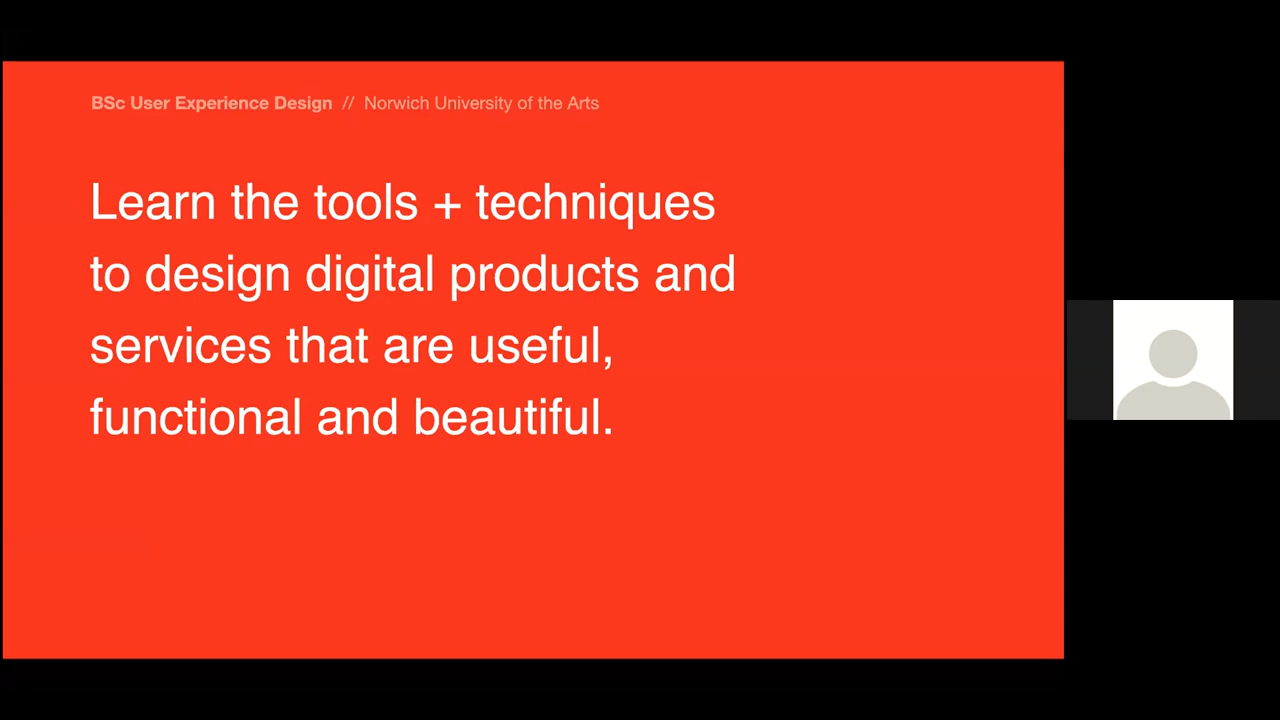 BSc User Experience Design // Norwich University of the Arts
Learn the tools + techniques
to design digital products and
services that are useful,
functional and beautiful.